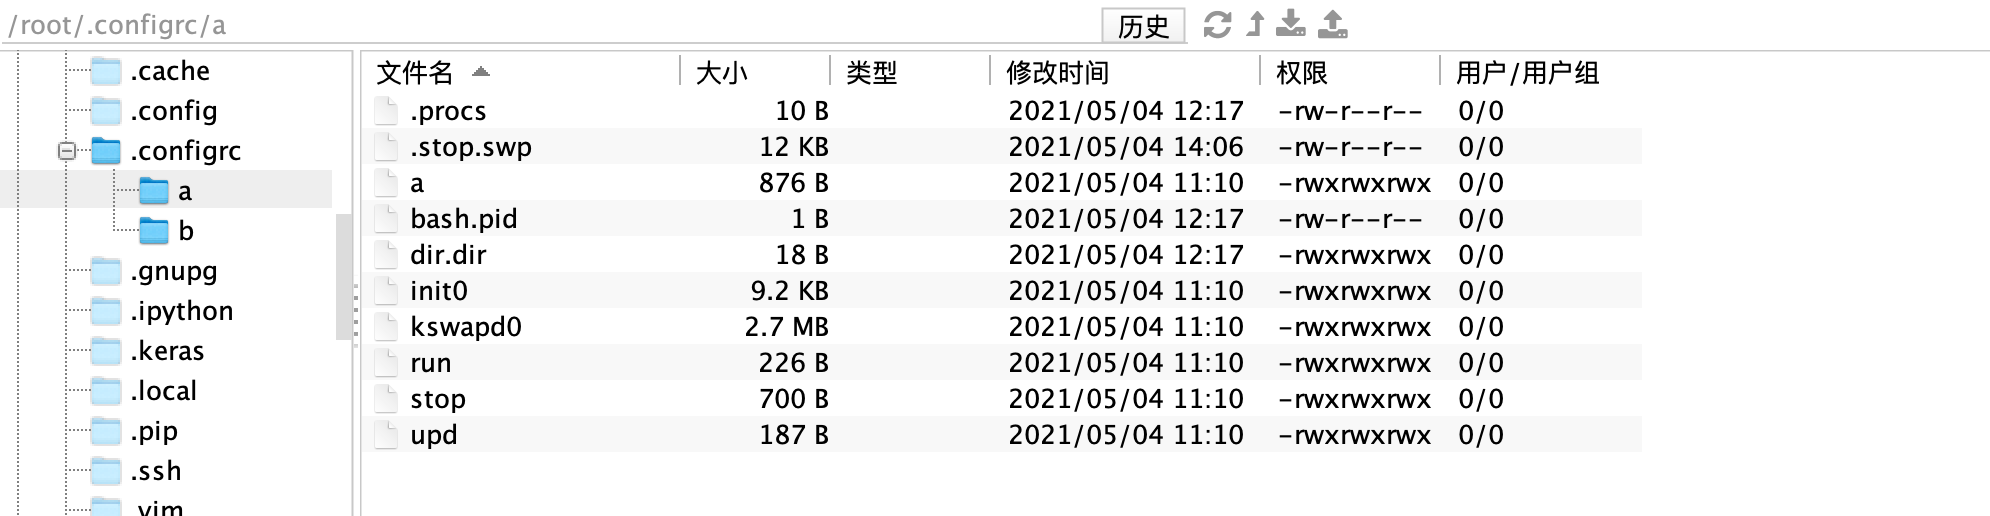 /root/.configrc/a
历史
.cache
.config
.configrc
a
b
.gnupg
.ipython
.keras
.local
.pip
.ssh
.vim
文件名 大小 类型 修改时间 权限 用户/用户组
.procs 10 B 2021/05/04 12:17 -rw-r--r-- 0/0
.stop.swp 12 KB 2021/05/04 14:06 -rw-r--r-- 0/0
a 876 B 2021/05/04 11:10 -rwxrwxrwx 0/0
bash.pid 1 B 2021/05/04 12:17 -rw-r--r-- 0/0
dir.dir 18 B 2021/05/04 12:17 -rwxrwxrwx 0/0
init0 9.2 KB 2021/05/04 11:10 -rwxrwxrwx 0/0
kswapd0 2.7 MB 2021/05/04 11:10 -rwxrwxrwx 0/0
run 226 B 2021/05/04 11:10 -rwxrwxrwx 0/0
stop 700 B 2021/05/04 11:10 -rwxrwxrwx 0/0
upd 187 B 2021/05/04 11:10 -rwxrwxrwx 0/0